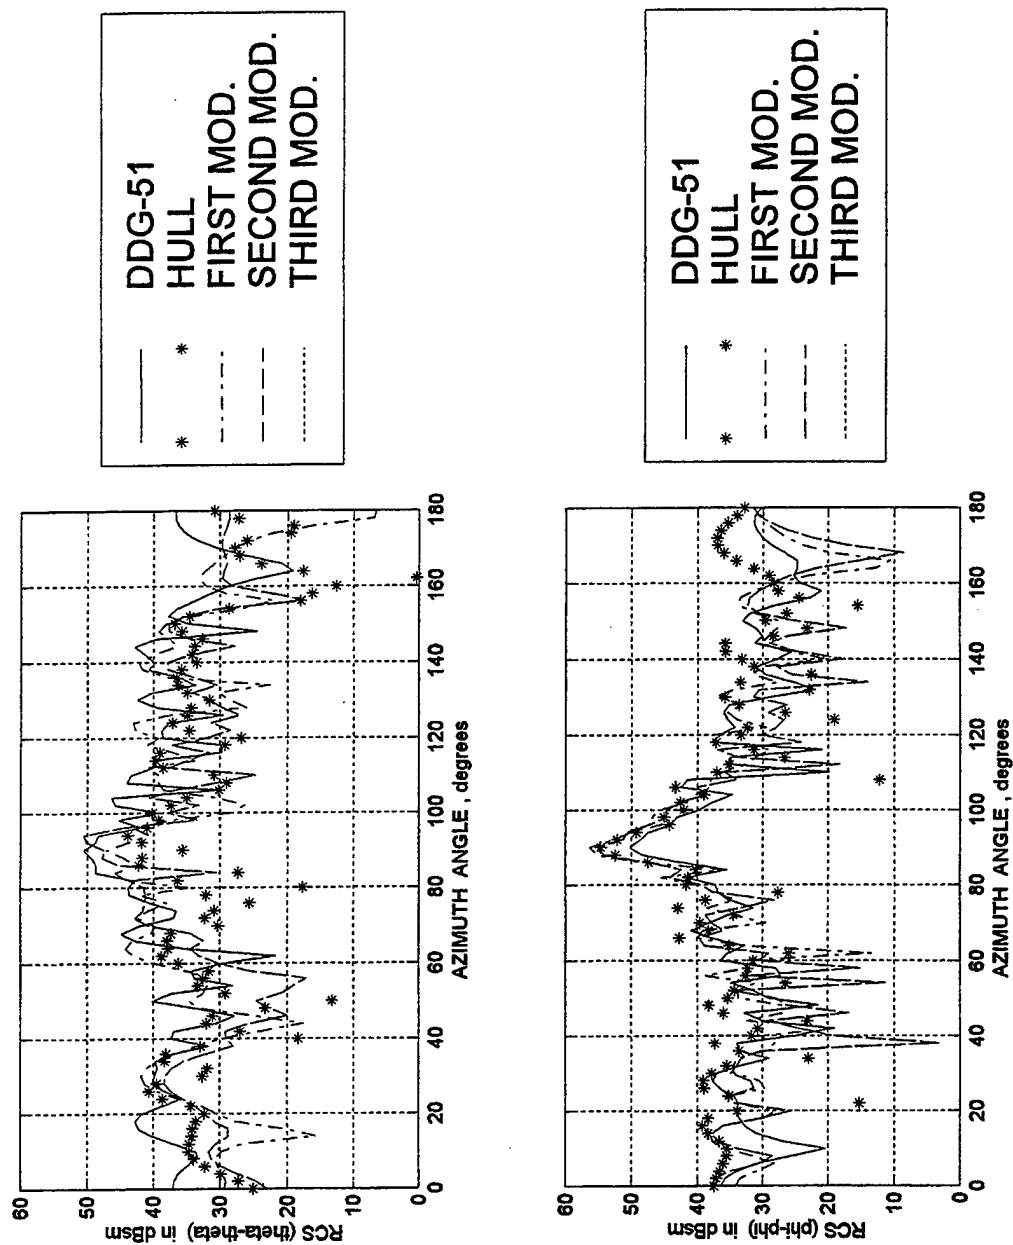 DDG-51
HULL
FIRST MOD.
SECOND MOD.
THIRD MOD.
RCS (theta-theta) in dBsm
60
50
40
30
20
10
0
0 20 40 60 80 100 120 140 160 180
AZIMUTH ANGLE, degrees
DDG-51
HULL
FIRST MOD.
SECOND MOD.
THIRD MOD.
RCS (phi-phi) in dBsm
60
50
40
30
20
10
0
0 20 40 60 80 100 120 140 160 180
AZIMUTH ANGLE, degrees